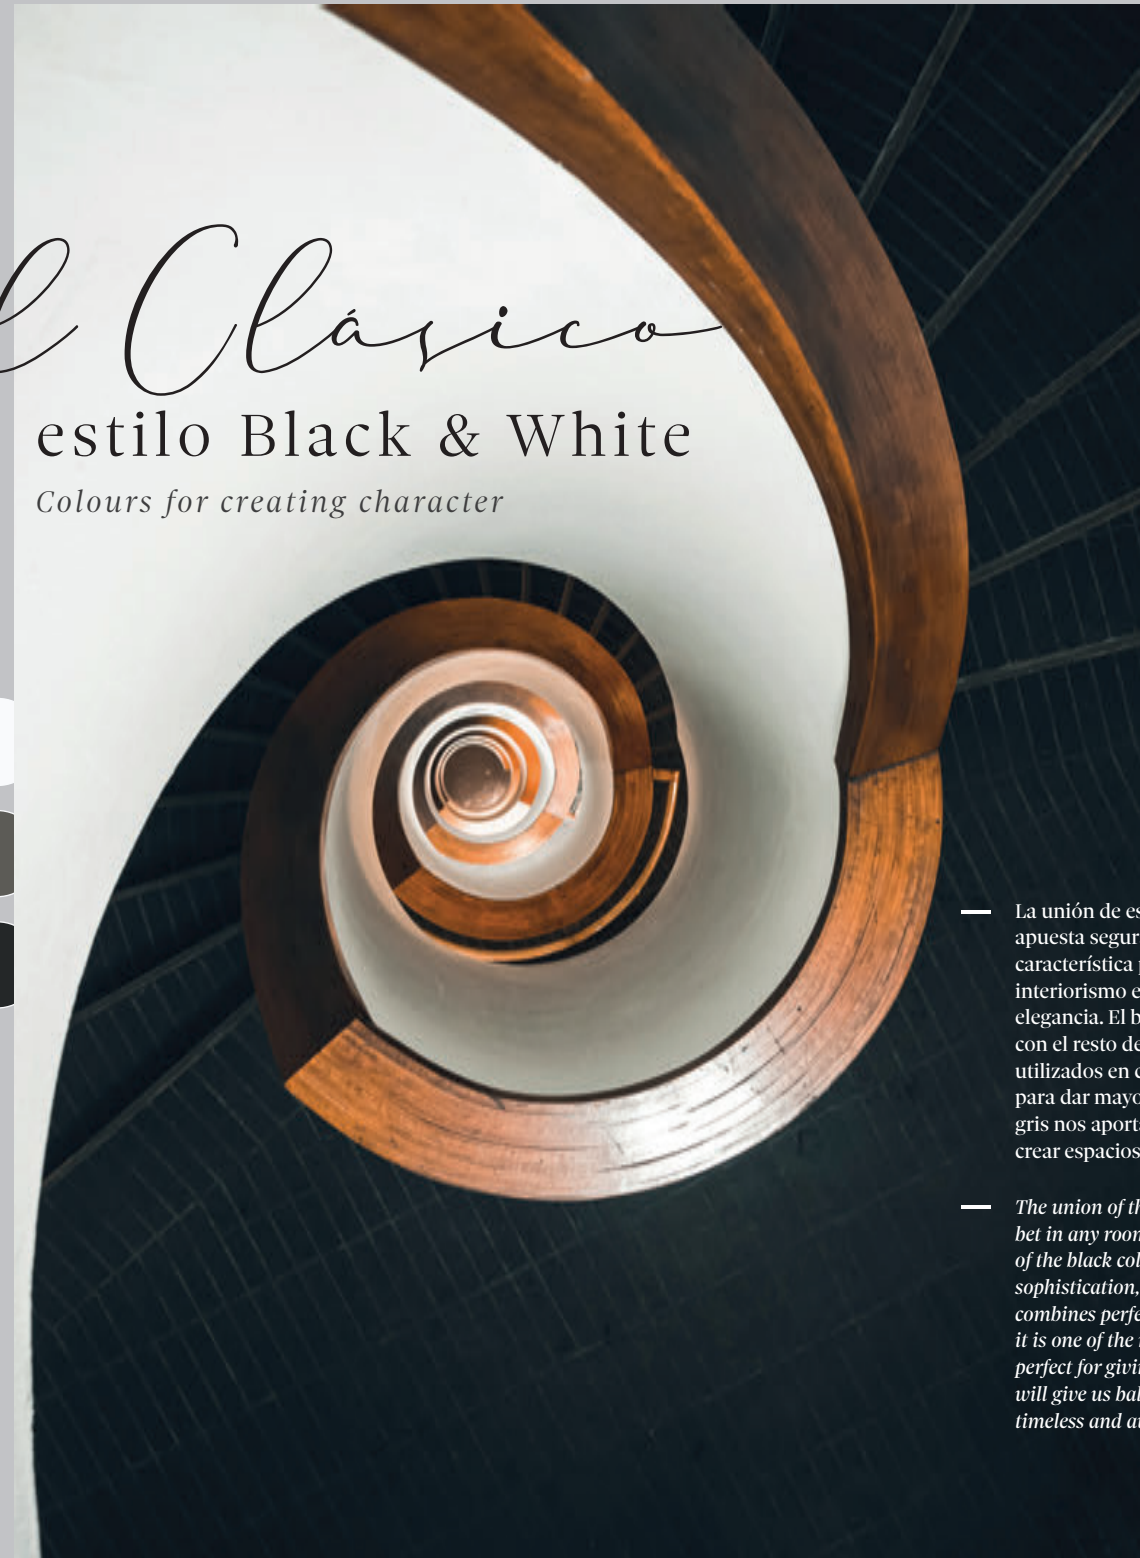 l Clásico
estilo Black & White
Colours for creating character
La unión de es
apuesta segur
característica
interiorismo e
elegancia. El b
con el resto de
utilizados en
para dar mayo
gris nos aport
crear espacios
The union of th
bet in any room
of the black col
sophistication,
combines perfe
it is one of the
perfect for givi
will give us bal
timeless and au